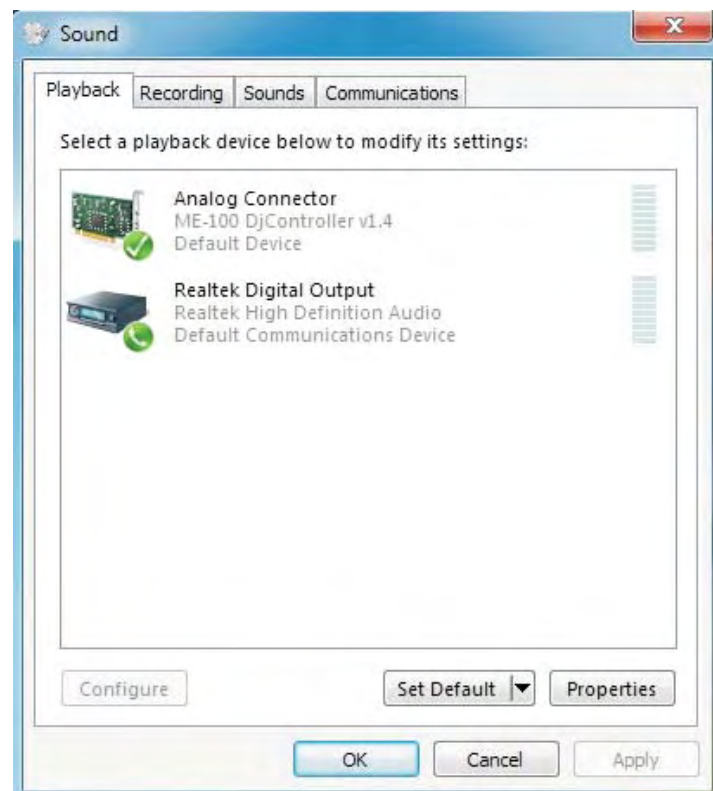 Sound
Playback Recording Sounds Communications
Select a playback device below to modify its settings:
Analog Connector
ME-100 DjController v1.4
Default Device
Realtek Digital Output
Realtek High Definition Audio
Default Communications Device
Configure Set Default Properties
OK Cancel Apply